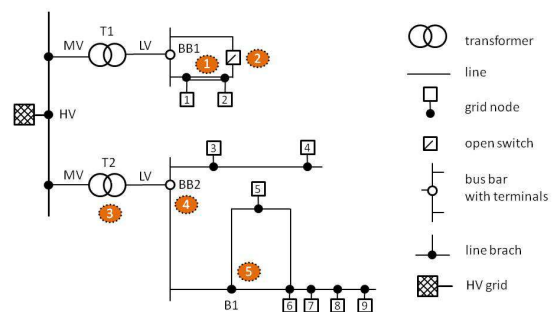 T1
MV
LV
BB1
1
2
1
2
HV
T2
MV
LV
3
BB2
4
3
4
5
5
B1
6
7
8
9
transformer
line
grid node
open switch
bus bar
with terminals
line brach
HV grid